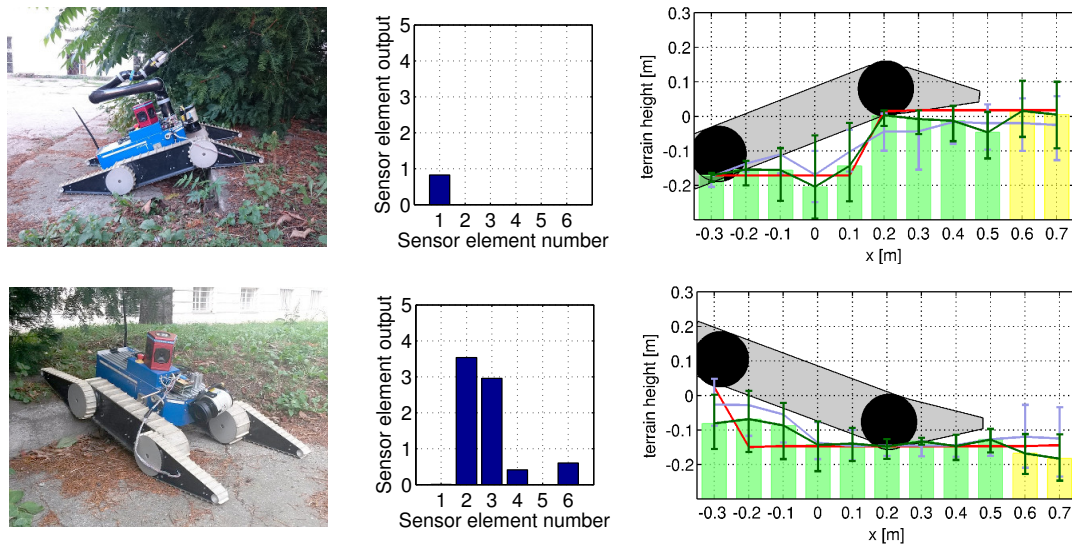 5
4
3
2
1
0
Sensor element output
1 2 3 4 5 6
Sensor element number
0.3
0.2
0.1
0
-0.1
-0.2
terrain height [m]
-0.3 -0.2 -0.1 0 0.1 0.2 0.3 0.4 0.5 0.6 0.7
x [m]
5
4
3
2
1
0
Sensor element output
1 2 3 4 5 6
Sensor element number
0.3
0.2
0.1
0
-0.1
-0.2
terrain height [m]
-0.3 -0.2 -0.1 0 0.1 0.2 0.3 0.4 0.5 0.6 0.7
x [m]